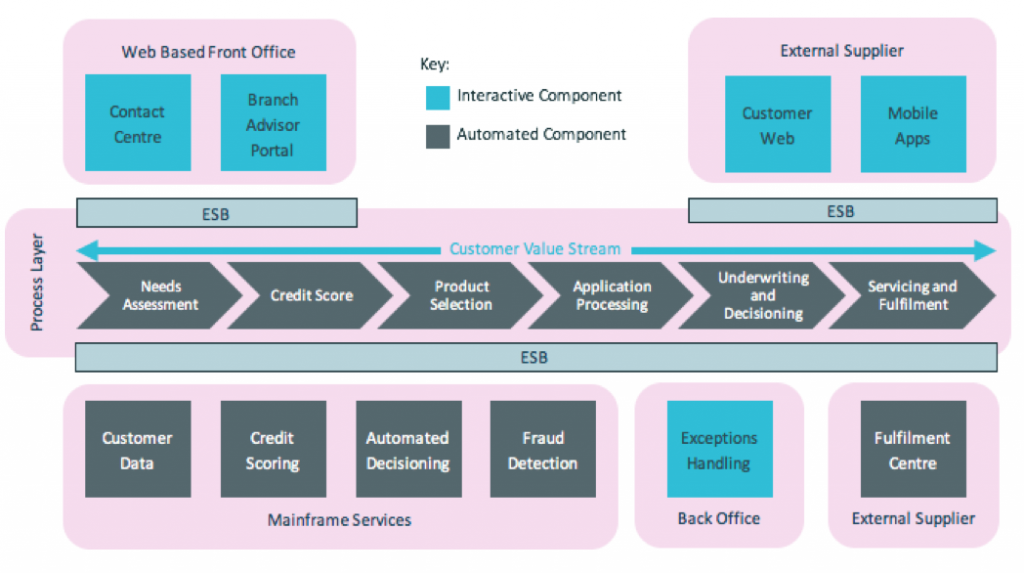 Web Based Front Office
Contact
Centre
Branch
Advisor
Portal
Key:
Interactive Component
Automated Component
External Supplier
Customer
Web
Mobile
Apps
ESB
ESB
Process Layer
Customer Value Stream
Needs
Assessment
Credit Score
Product
Selection
Application
Processing
Underwriting
and
Decisioning
Servicing and
Fulfilment
ESB
Customer
Data
Credit
Scoring
Automated
Decisioning
Fraud
Detection
Mainframe Services
Exceptions
Handling
Back Office
Fulfilment
Centre
External Supplier